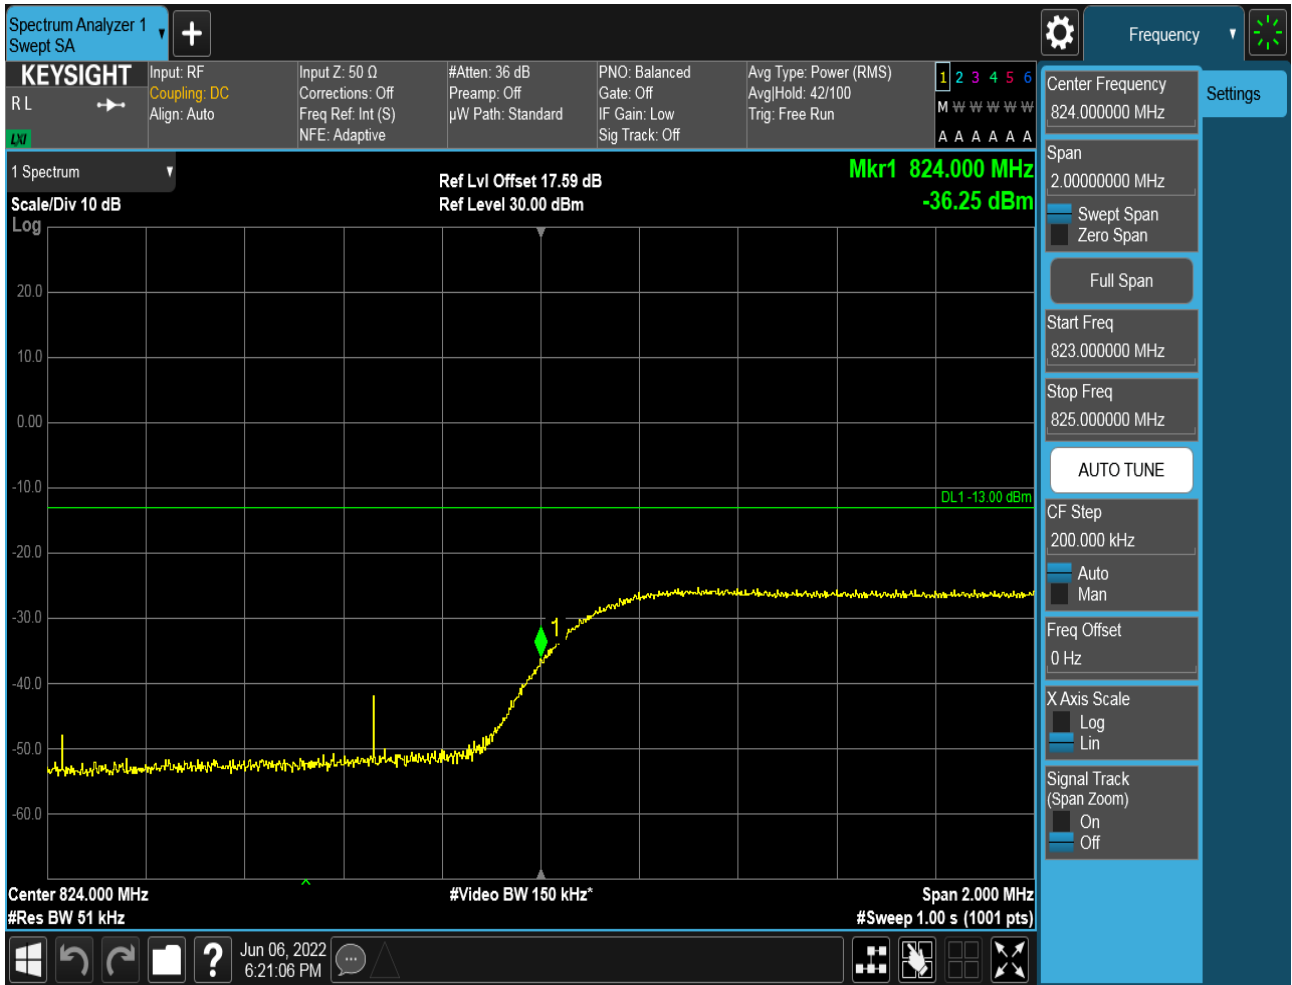 Spectrum Analyzer 1
Swept SA
Frequency
KEYSIGHT
R L
LXI
Input: RF
Coupling: DC
Align: Auto
Input Z: 50 Ω
Corrections: Off
Freq Ref: Int (S)
NFE: Adaptive
#Atten: 36 dB
Preamp: Off
µW Path: Standard
PNO: Balanced
Gate: Off
IF Gain: Low
Sig Track: Off
Avg Type: Power (RMS)
Avg|Hold: 42/100
Trig: Free Run
1 2 3 4 5 6
M W W W W W
A A A A A A
1 Spectrum
Scale/Div 10 dB
Log
Ref Lvl Offset 17.59 dB
Ref Level 30.00 dBm
Mkr1 824.000 MHz
-36.25 dBm
20.0
10.0
0.00
-10.0
DL1 -13.00 dBm
-20.0
-30.0
1
-40.0
-50.0
-60.0
Center 824.000 MHz
#Video BW 150 kHz*
Span 2.000 MHz
#Res BW 51 kHz
#Sweep 1.00 s (1001 pts)
Jun 06, 2022
6:21:06 PM
Center Frequency
824.000000 MHz
Settings
Span
2.00000000 MHz
Swept Span
Zero Span
Full Span
Start Freq
823.000000 MHz
Stop Freq
825.000000 MHz
AUTO TUNE
CF Step
200.000 kHz
Auto
Man
Freq Offset
0 Hz
X Axis Scale
Log
Lin
Signal Track
(Span Zoom)
On
Off